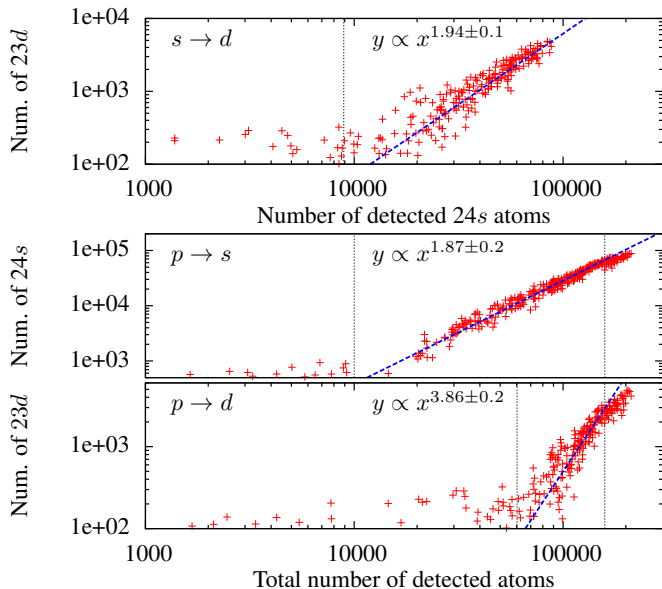 1e+04
s → d
y ∝ x^1.94±0.1
1e+03
Num. of 23d
1e+02
1000 10000 100000
Number of detected 24s atoms
1e+05
p → s
y ∝ x^1.87±0.2
1e+04
Num. of 24s
1e+03
p → d
y ∝ x^3.86±0.2
1e+03
Num. of 23d
1e+02
1000 10000 100000
Total number of detected atoms